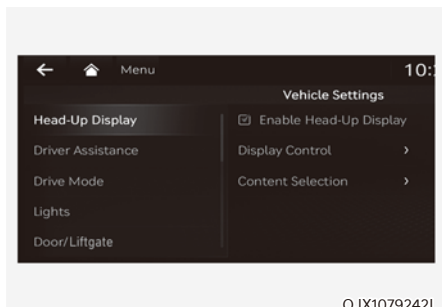 Menu
10:
Vehicle Settings
Head-Up Display
Enable Head-Up Display
Driver Assistance
Display Control
Drive Mode
Content Selection
Lights
Door/Liftgate